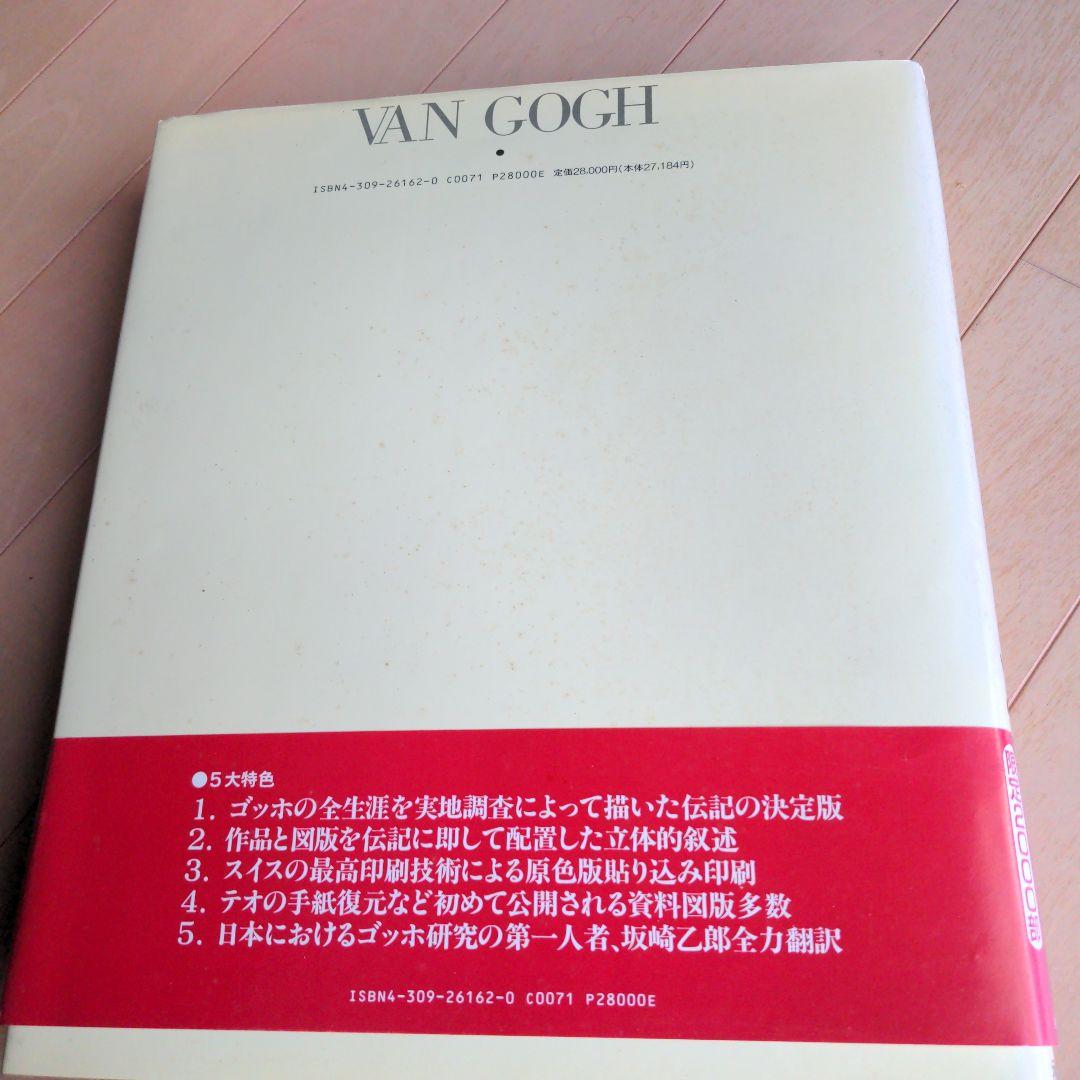 VAN GOGH
ISBN4-309-26162-0 C0071 P28000E 定価28,000円(本体27,184円)
●5大特色
1. ゴッホの全生涯を実地調査によって描いた伝記の決定版
2. 作品と図版を伝記に即して配置した立体的叙述
3. スイスの最高印刷技術による原色版貼り込み印刷
4. テオの手紙復元など初めて公開される資料図版多数
5. 日本におけるゴッホ研究の第一人者、坂崎乙郎全力翻訳
ISBN4-309-26162-0 C0071 P28000E